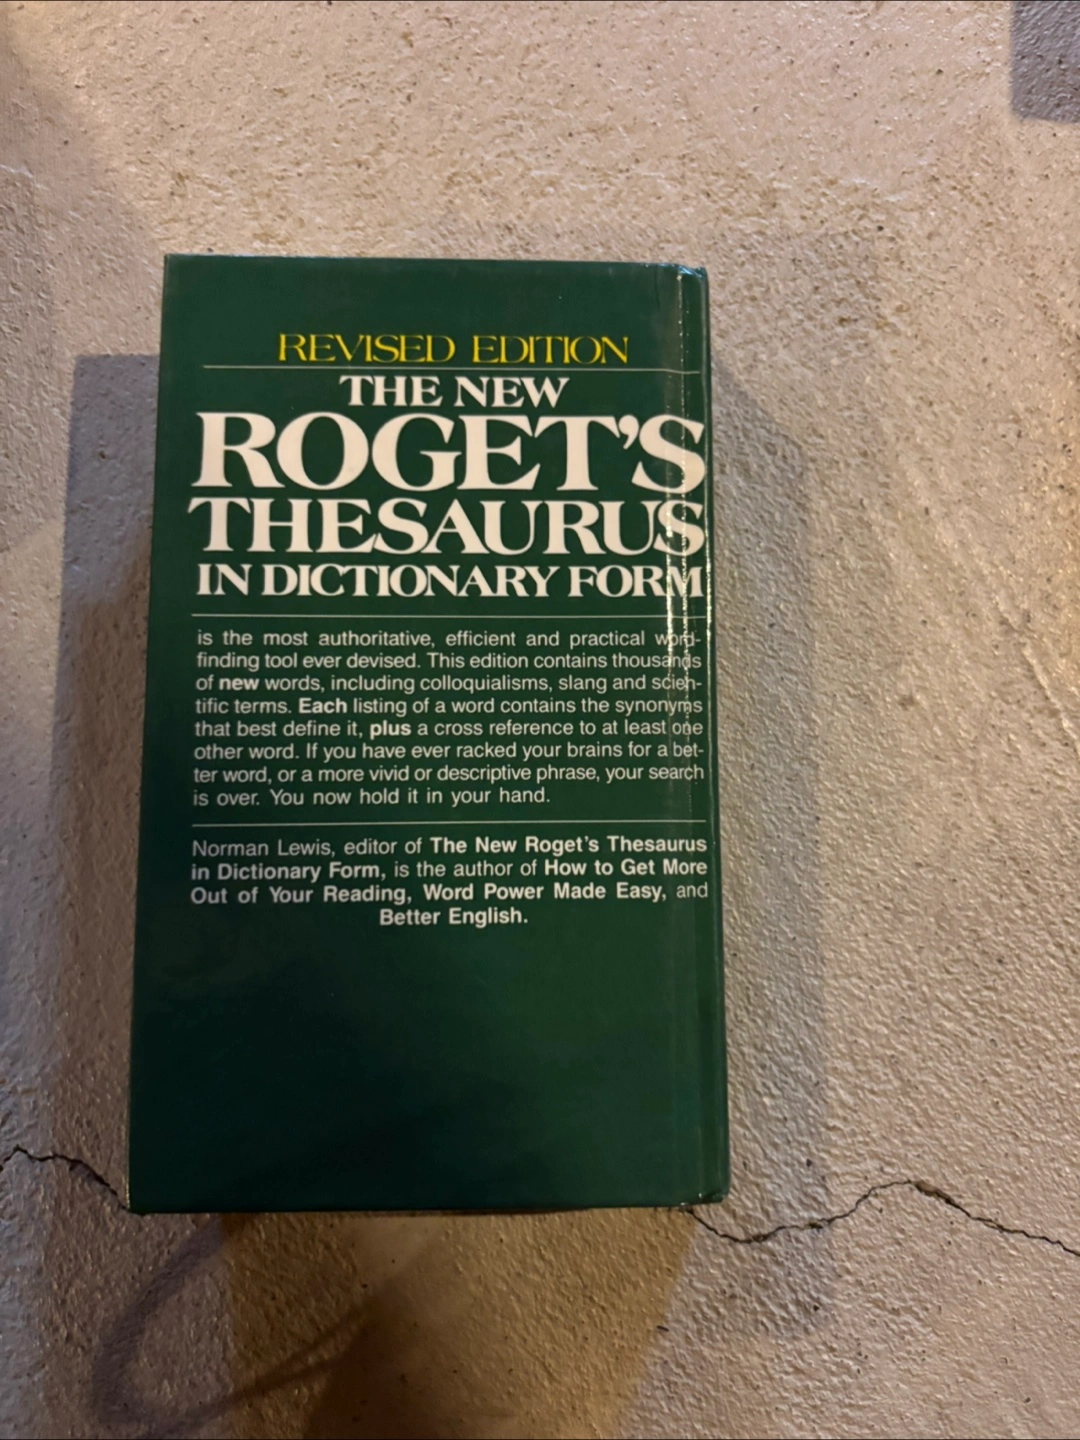 REVISED EDITION
THE NEW
ROGET'S
THESAURUS
IN DICTIONARY FORM
is the most authoritative, efficient and practical word-
finding tool ever devised. This edition contains thousands
of new words, including colloquialisms, slang and scien-
tific terms. Each listing of a word contains the synonyms
that best define it, plus a cross reference to at least one
other word. If you have ever racked your brains for a bet-
ter word, or a more vivid or descriptive phrase, your search
is over. You now hold it in your hand.
Norman Lewis, editor of The New Roget's Thesaurus
in Dictionary Form, is the author of How to Get More
Out of Your Reading, Word Power Made Easy, and
Better English.